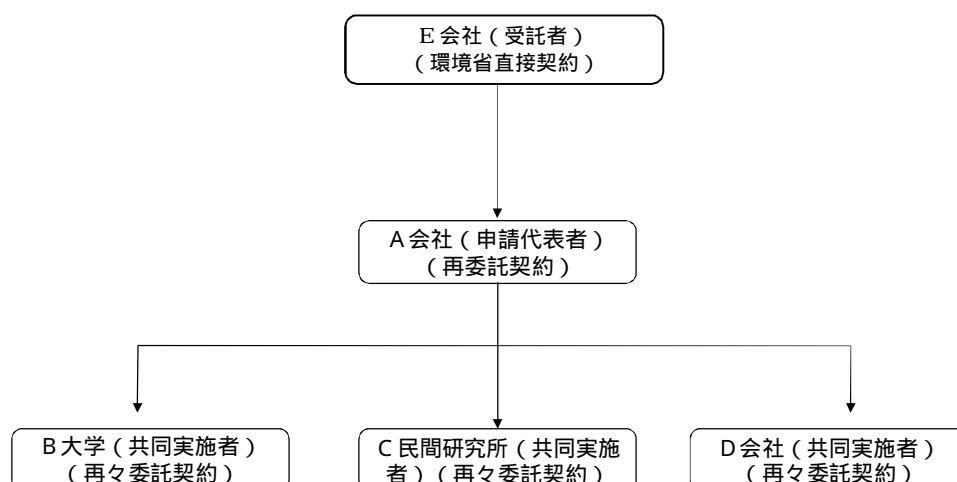 E会社（受託者）
（環境省直接契約）
A会社（申請代表者）
（再委託契約）
B大学（共同実施者）
（再々委託契約）
C民間研究所（共同実施
者）（再々委託契約）
D会社（共同実施者）
（再々委託契約）